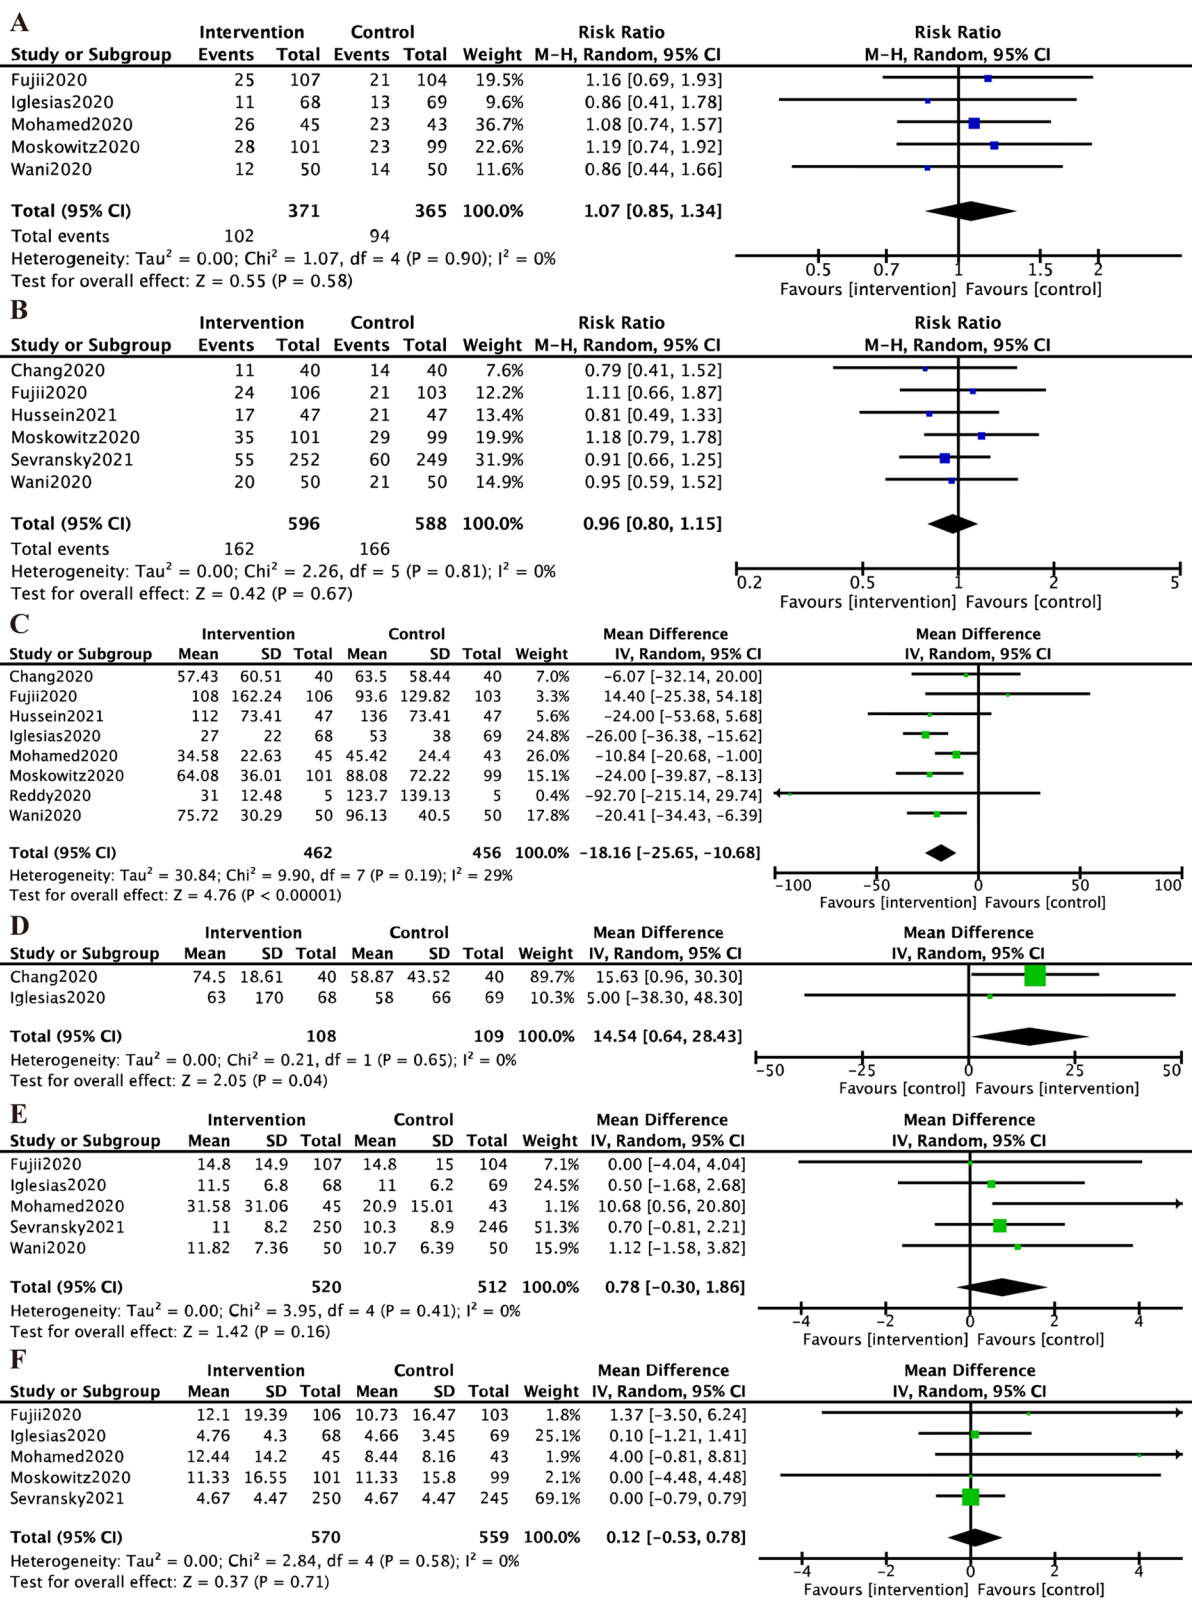 A
Intervention Control Risk Ratio Risk Ratio
Study or Subgroup Events Total Events Total Weight M-H, Random, 95% CI M-H, Random, 95% CI
Fujii2020 25 107 21 104 19.5% 1.16 [0.69, 1.93]
Iglesias2020 11 68 13 69 9.6% 0.86 [0.41, 1.78]
Mohamed2020 26 45 23 43 36.7% 1.08 [0.74, 1.57]
Moskowitz2020 28 101 23 99 22.6% 1.19 [0.74, 1.92]
Wani2020 12 50 14 50 11.6% 0.86 [0.44, 1.66]
Total (95% CI) 371 365 100.0% 1.07 [0.85, 1.34]
Total events 102 94
Heterogeneity: Tau² = 0.00; Chi² = 1.07, df = 4 (P = 0.90); I² = 0%
Test for overall effect: Z = 0.55 (P = 0.58)
0.5 0.7 1 1.5 2
Favours [intervention] Favours [control]
B
Intervention Control Risk Ratio Risk Ratio
Study or Subgroup Events Total Events Total Weight M-H, Random, 95% CI M-H, Random, 95% CI
Chang2020 11 40 14 40 7.6% 0.79 [0.41, 1.52]
Fujii2020 24 106 21 103 12.2% 1.11 [0.66, 1.87]
Hussein2021 17 47 21 47 13.4% 0.81 [0.49, 1.33]
Moskowitz2020 35 101 29 99 19.9% 1.18 [0.79, 1.78]
Sevransky2021 55 252 60 249 31.9% 0.91 [0.66, 1.25]
Wani2020 20 50 21 50 14.9% 0.95 [0.59, 1.52]
Total (95% CI) 596 588 100.0% 0.96 [0.80, 1.15]
Total events 162 166
Heterogeneity: Tau² = 0.00; Chi² = 2.26, df = 5 (P = 0.81); I² = 0%
Test for overall effect: Z = 0.42 (P = 0.67)
0.2 0.5 1 2 5
Favours [intervention] Favours [control]
C
Intervention Control Mean Difference Mean Difference
Study or Subgroup Mean SD Total Mean SD Total Weight IV, Random, 95% CI IV, Random, 95% CI
Chang2020 57.43 60.51 40 63.5 58.44 40 7.0% -6.07 [-32.14, 20.00]
Fujii2020 108 162.24 106 93.6 129.82 103 3.3% 14.40 [-25.38, 54.18]
Hussein2021 112 73.41 47 136 73.41 47 5.6% -24.00 [-53.68, 5.68]
Iglesias2020 27 22 68 53 38 69 24.8% -26.00 [-36.38, -15.62]
Mohamed2020 34.58 22.63 45 45.42 24.4 43 26.0% -10.84 [-20.68, -1.00]
Moskowitz2020 64.08 36.01 101 88.08 72.22 99 15.1% -24.00 [-39.87, -8.13]
Reddy2020 31 12.48 5 123.7 139.13 5 0.4% -92.70 [-215.14, 29.74]
Wani2020 75.72 30.29 50 96.13 40.5 50 17.8% -20.41 [-34.43, -6.39]
Total (95% CI) 462 456 100.0% -18.16 [-25.65, -10.68]
Heterogeneity: Tau² = 30.84; Chi² = 9.90, df = 7 (P = 0.19); I² = 29%
Test for overall effect: Z = 4.76 (P < 0.00001)
-100 -50 0 50 100
Favours [intervention] Favours [control]
D
Intervention Control Mean Difference Mean Difference
Study or Subgroup Mean SD Total Mean SD Total Weight IV, Random, 95% CI IV, Random, 95% CI
Chang2020 74.5 18.61 40 58.87 43.52 40 89.7% 15.63 [0.96, 30.30]
Iglesias2020 63 170 68 58 66 69 10.3% 5.00 [-38.30, 48.30]
Total (95% CI) 108 109 100.0% 14.54 [0.64, 28.43]
Heterogeneity: Tau² = 0.00; Chi² = 0.21, df = 1 (P = 0.65); I² = 0%
Test for overall effect: Z = 2.05 (P = 0.04)
-50 -25 0 25 50
Favours [control] Favours [intervention]
E
Intervention Control Mean Difference Mean Difference
Study or Subgroup Mean SD Total Mean SD Total Weight IV, Random, 95% CI IV, Random, 95% CI
Fujii2020 14.8 14.9 107 14.8 15 104 7.1% 0.00 [-4.04, 4.04]
Iglesias2020 11.5 6.8 68 11 6.2 69 24.5% 0.50 [-1.68, 2.68]
Mohamed2020 31.58 31.06 45 20.9 15.01 43 1.1% 10.68 [0.56, 20.80]
Sevransky2021 11 8.2 250 10.3 8.9 246 51.3% 0.70 [-0.81, 2.21]
Wani2020 11.82 7.36 50 10.7 6.39 50 15.9% 1.12 [-1.58, 3.82]
Total (95% CI) 520 512 100.0% 0.78 [-0.30, 1.86]
Heterogeneity: Tau² = 0.00; Chi² = 3.95, df = 4 (P = 0.41); I² = 0%
Test for overall effect: Z = 1.42 (P = 0.16)
-4 -2 0 2 4
Favours [intervention] Favours [control]
F
Intervention Control Mean Difference Mean Difference
Study or Subgroup Mean SD Total Mean SD Total Weight IV, Random, 95% CI IV, Random, 95% CI
Fujii2020 12.1 19.39 106 10.73 16.47 103 1.8% 1.37 [-3.50, 6.24]
Iglesias2020 4.76 4.3 68 4.66 3.45 69 25.1% 0.10 [-1.21, 1.41]
Mohamed2020 12.44 14.2 45 8.44 8.16 43 1.9% 4.00 [-0.81, 8.81]
Moskowitz2020 11.33 16.55 101 11.33 15.8 99 2.1% 0.00 [-4.48, 4.48]
Sevransky2021 4.67 4.47 250 4.67 4.47 245 69.1% 0.00 [-0.79, 0.79]
Total (95% CI) 570 559 100.0% 0.12 [-0.53, 0.78]
Heterogeneity: Tau² = 0.00; Chi² = 2.84, df = 4 (P = 0.58); I² = 0%
Test for overall effect: Z = 0.37 (P = 0.71)
-4 -2 0 2 4
Favours [intervention] Favours [control]